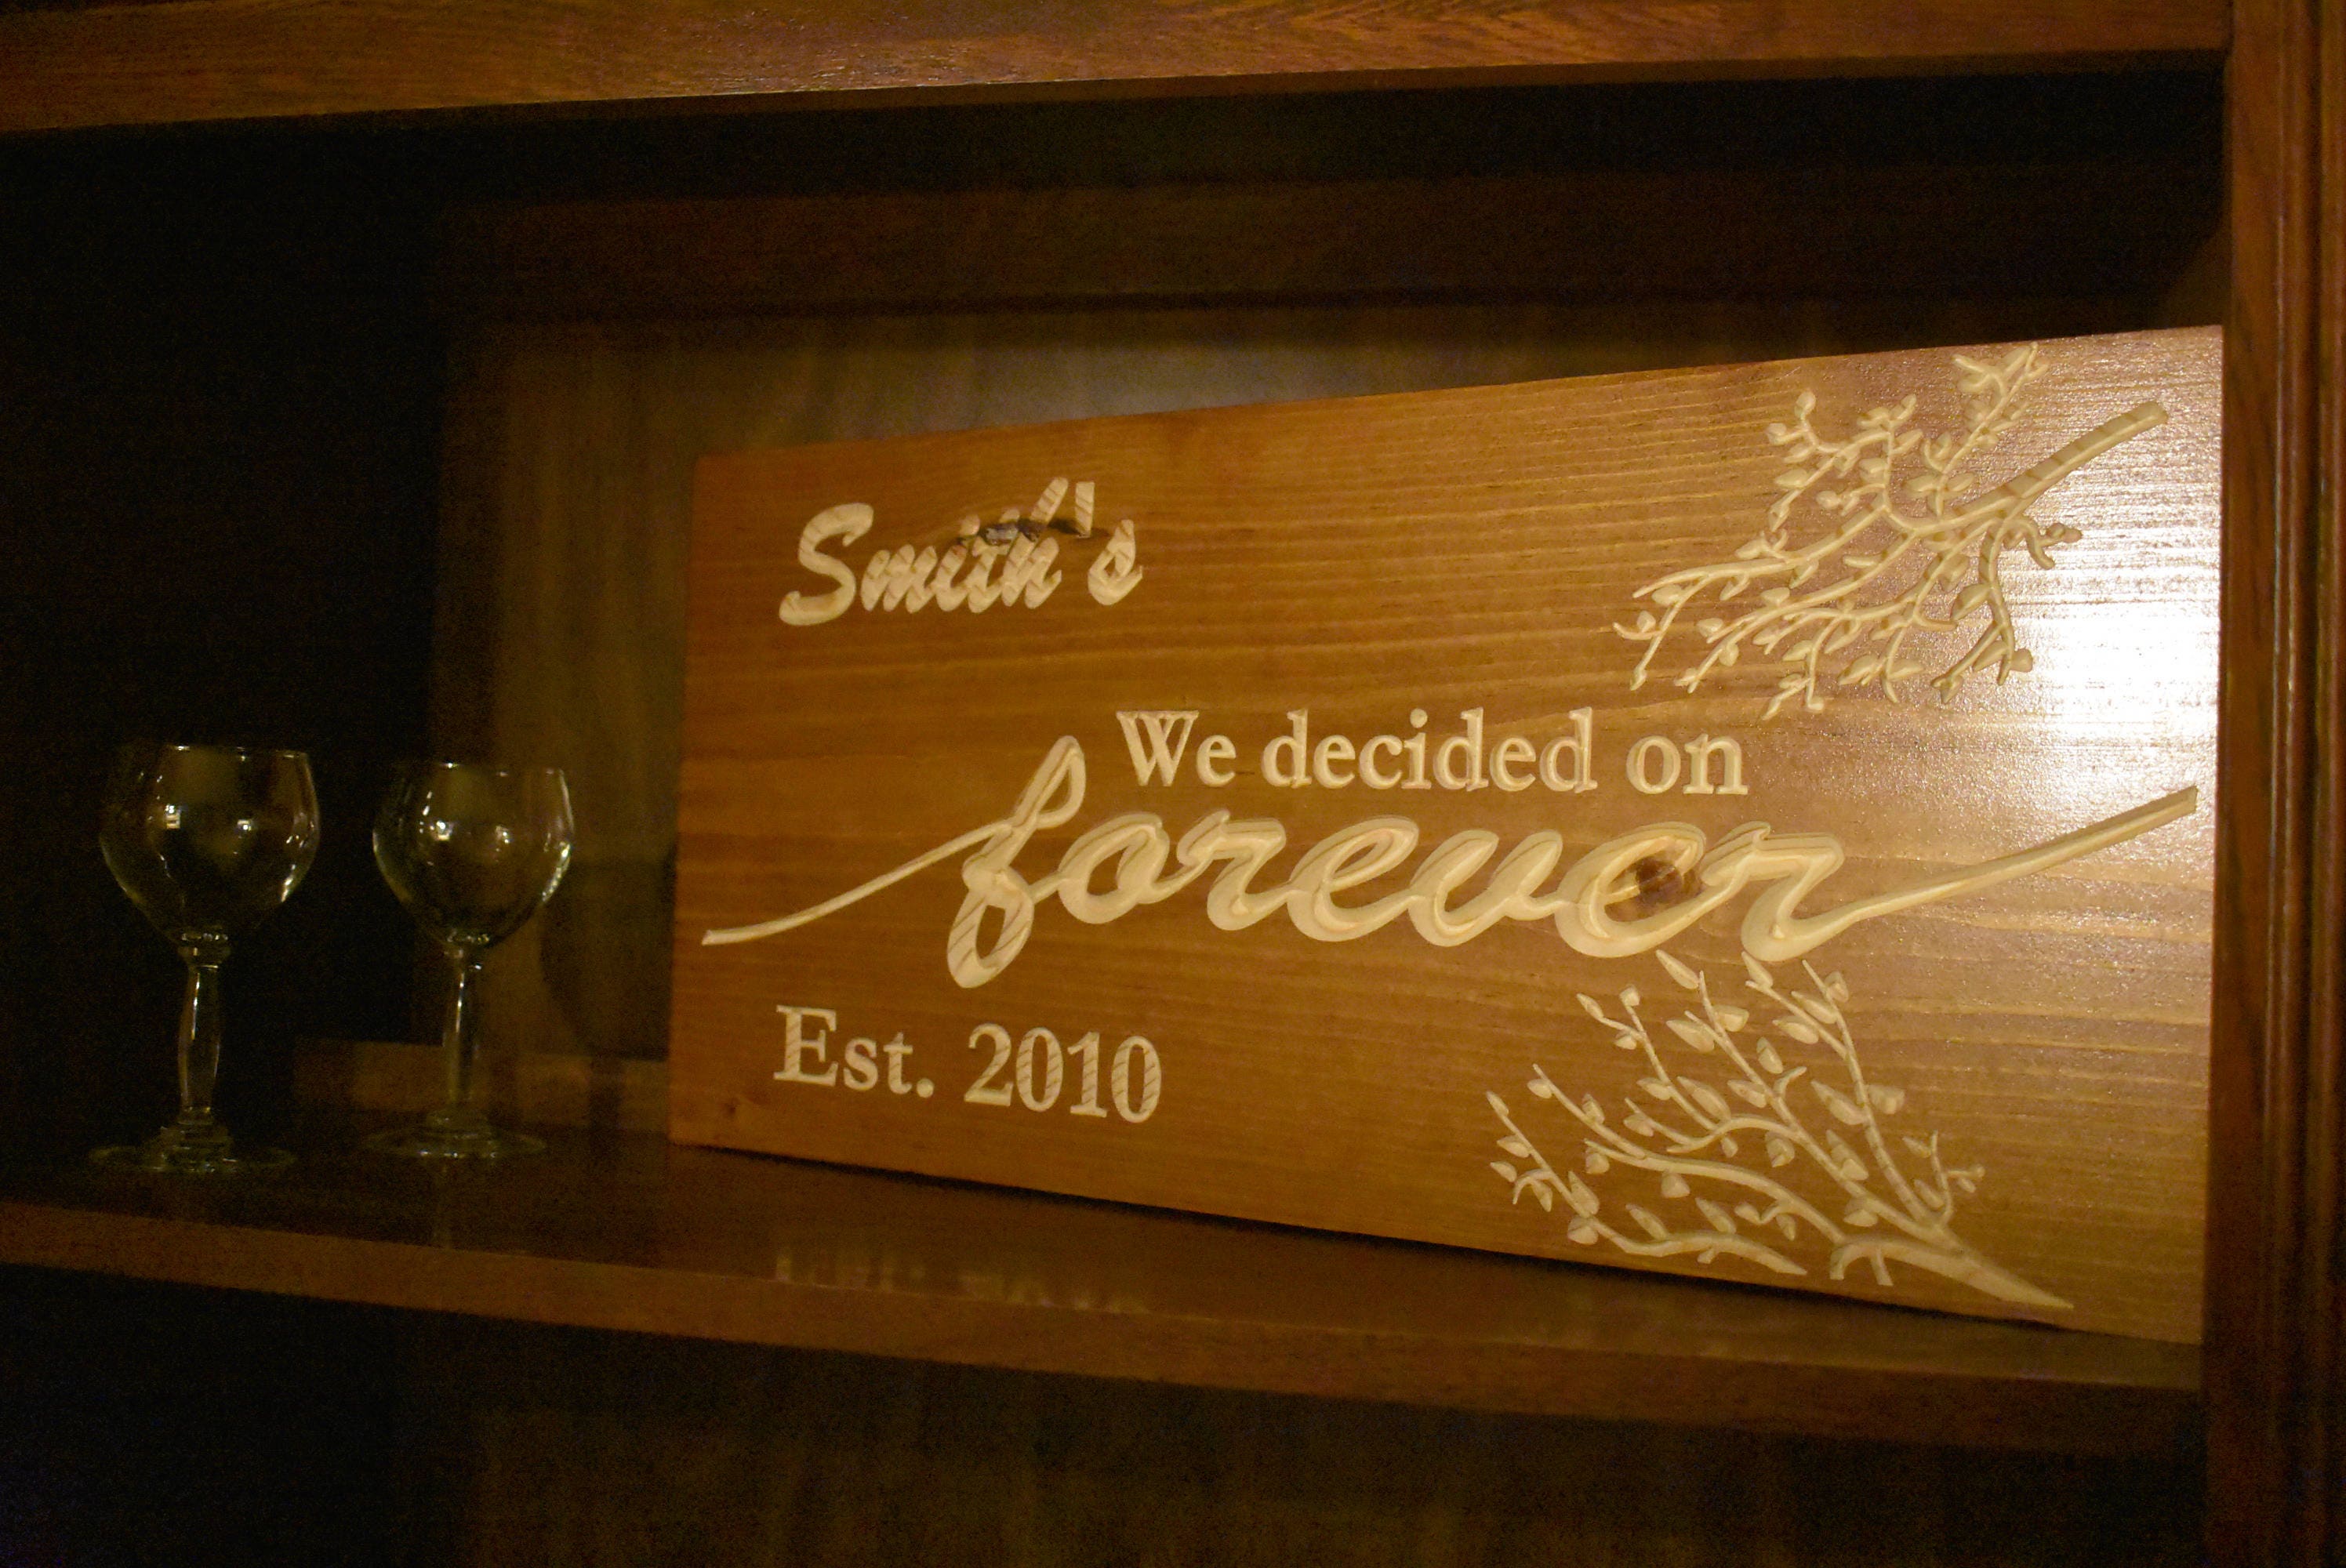 Smith's
We decided on
forever
Est. 2010